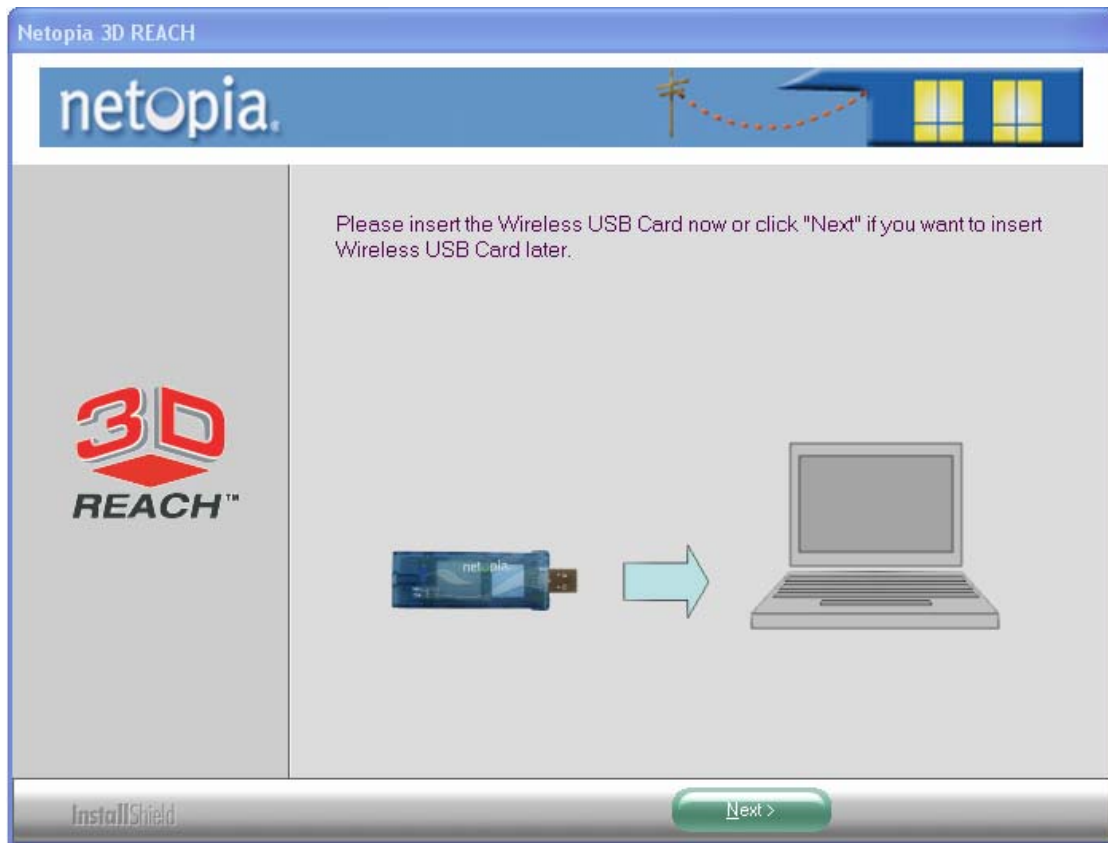 Netopia 3D REACH
netopia.
Please insert the Wireless USB Card now or click "Next" if you want to insert
Wireless USB Card later.
3D
REACH™
netopia
InstallShield
Next >